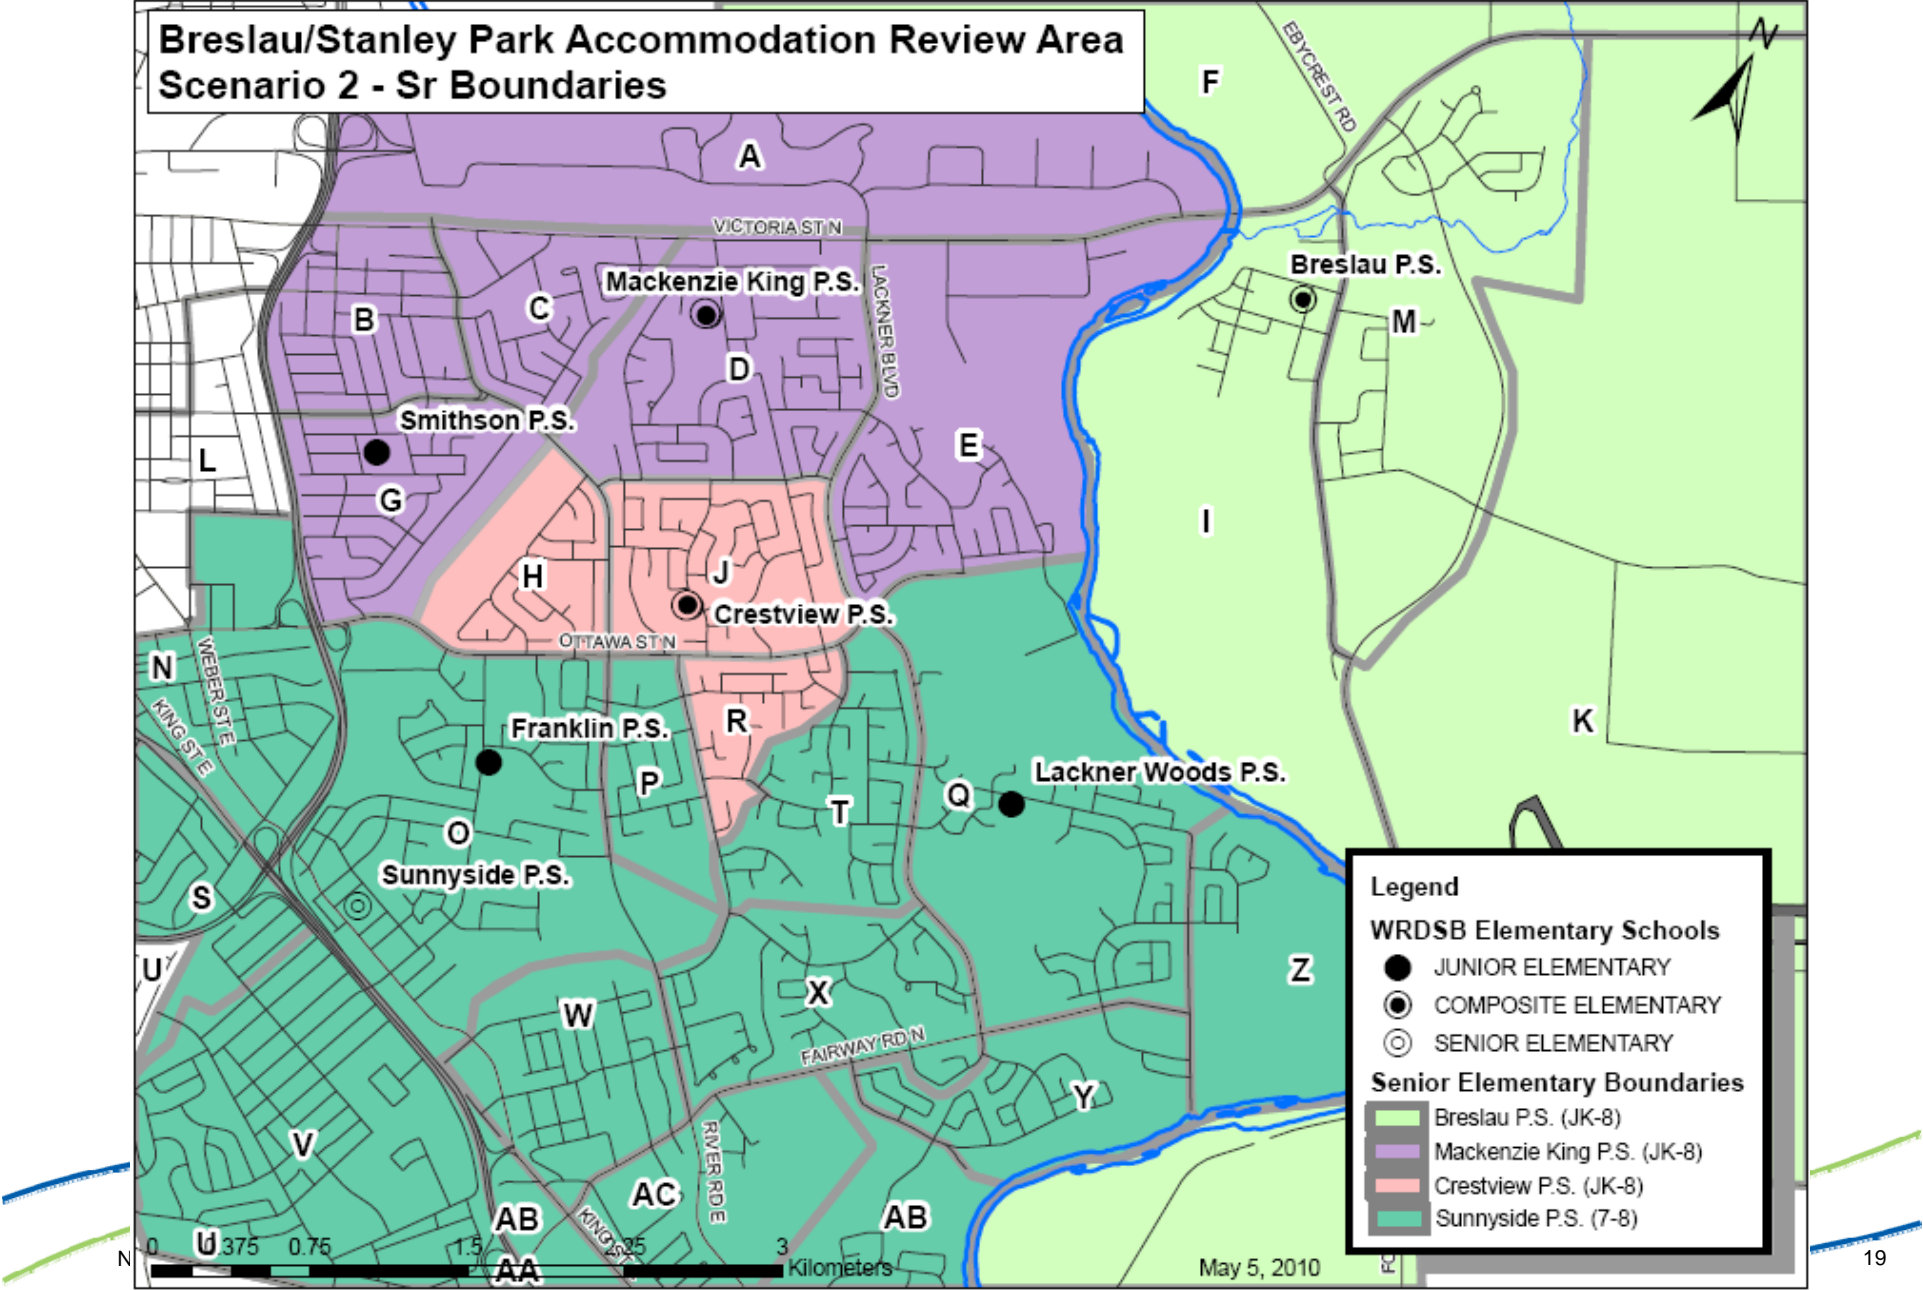 Breslau/Stanley Park Accommodation Review Area
Scenario 2 - Sr Boundaries
N
F
EBYCREST RD
A
VICTORIA ST N
Mackenzie King P.S.
LACKNER BLVD
Breslau P.S.
B
C
M
D
Smithson P.S.
E
L
G
I
H
J
Crestview P.S.
OTTAWA ST N
N
WEBER ST E
KING ST E
Franklin P.S.
R
K
P
Lackner Woods P.S.
Q
T
O
Sunnyside P.S.
S
U
W
X
Z
FAIRWAY RD N
Y
V
RIVER RD E
AC
AB
AB
KING ST E
U
AA
0 0.375 0.75 1.5 2.25 3
Kilometers
May 5, 2010
Legend
WRDSB Elementary Schools
JUNIOR ELEMENTARY
COMPOSITE ELEMENTARY
SENIOR ELEMENTARY
Senior Elementary Boundaries
Breslau P.S. (JK-8)
Mackenzie King P.S. (JK-8)
Crestview P.S. (JK-8)
Sunnyside P.S. (7-8)
19